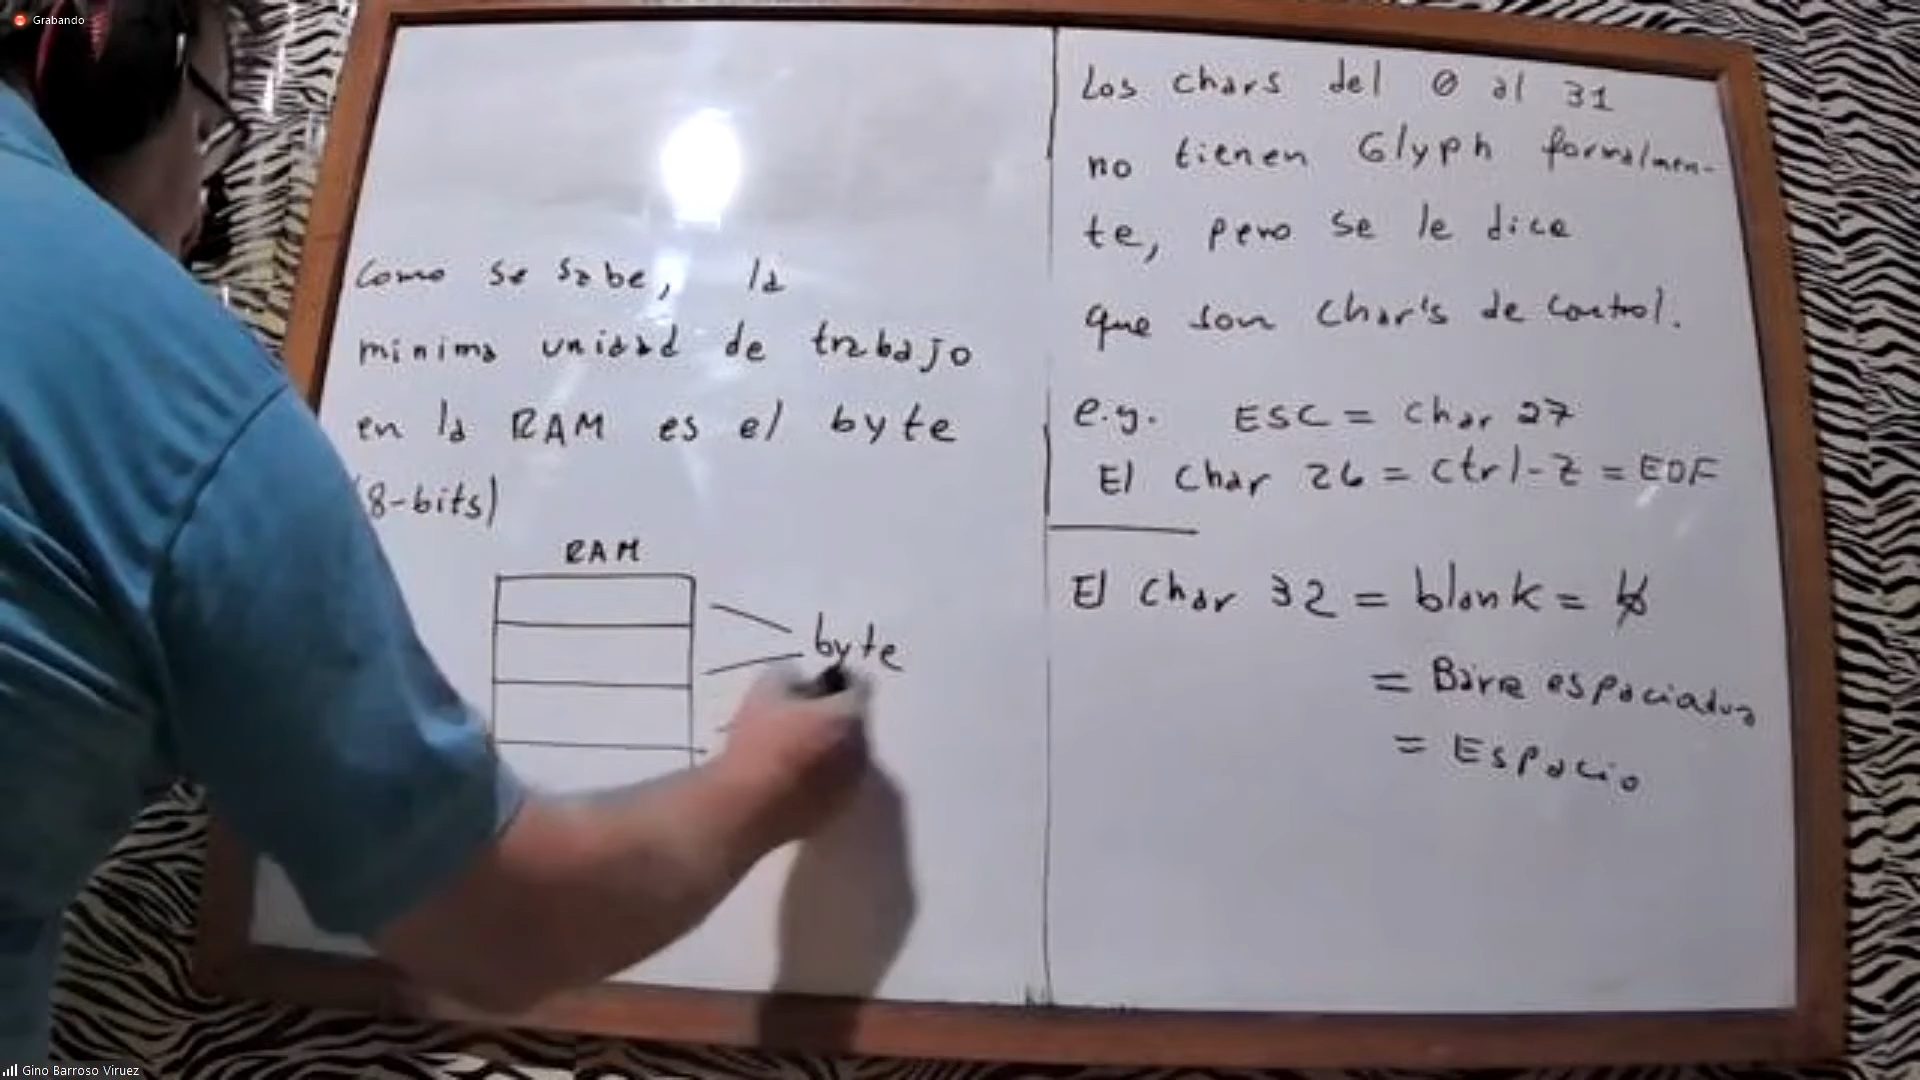 Grabando
Como se sabe, la
minima unidad de trabajo
en la RAM es el byte
(8-bits)
RAM
byte
Los chars del 0 al 31
no tienen Glyph formalmen-
te, pero se le dice
que son char's de control.
e.g. ESC = char 27
El char 26 = ctrl-Z = EOF
El char 32 = blank = b̸
= Barra espaciadora
= Espacio
Gino Barroso Viruez